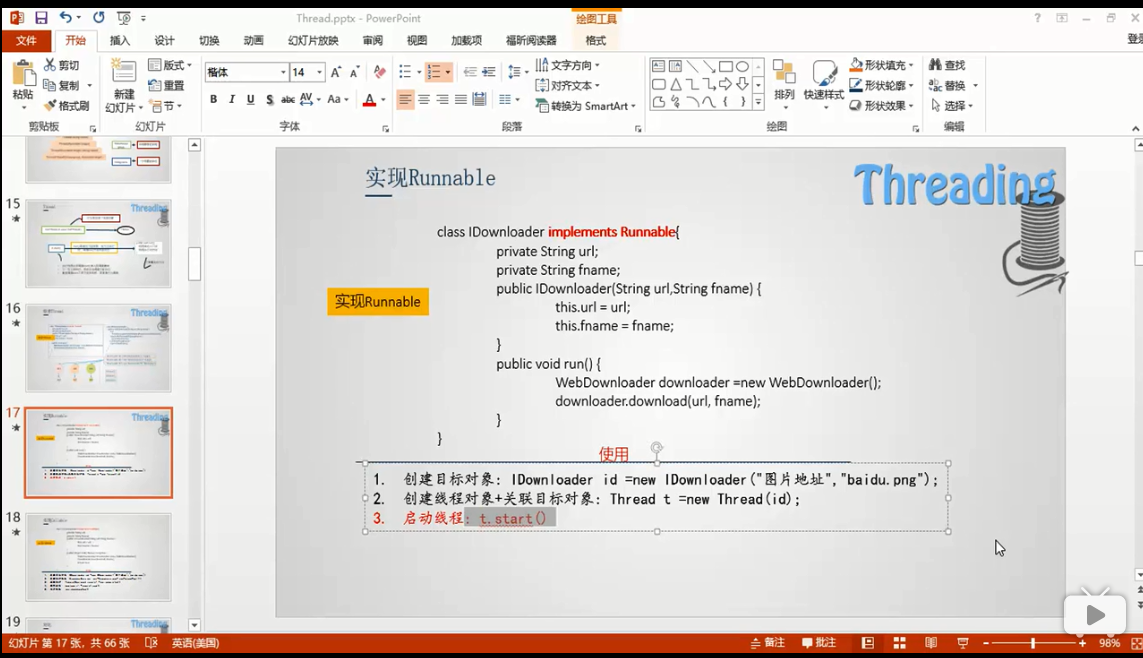 Thread.pptx - PowerPoint
绘图工具
?
文件
开始
插入
设计
切换
动画
幻灯片放映
审阅
视图
加载项
福昕阅读器
格式
登录
粘贴
剪切
复制
格式刷
剪贴板
新建
幻灯片
版式
重置
节
幻灯片
楷体
14
B I U S abc AV Aa A
字体
文字方向
对齐文本
转换为 SmartArt
段落
排列
快速样式
形状填充
形状轮廓
形状效果
绘图
查找
替换
选择
编辑
15
Threading
16
Threading
17
Threading
18
Threading
19
Threading
实现Runnable
Threading
实现Runnable
class IDownloader implements Runnable{
private String url;
private String fname;
public IDownloader(String url,String fname) {
this.url = url;
this.fname = fname;
}
public void run() {
WebDownloader downloader =new WebDownloader();
downloader.download(url, fname);
}
}
使用
1. 创建目标对象: IDownloader id =new IDownloader("图片地址","baidu.png");
2. 创建线程对象+关联目标对象: Thread t =new Thread(id);
3. 启动线程: t.start()
幻灯片 第 17 张，共 66 张
英语(美国)
备注
批注
98%